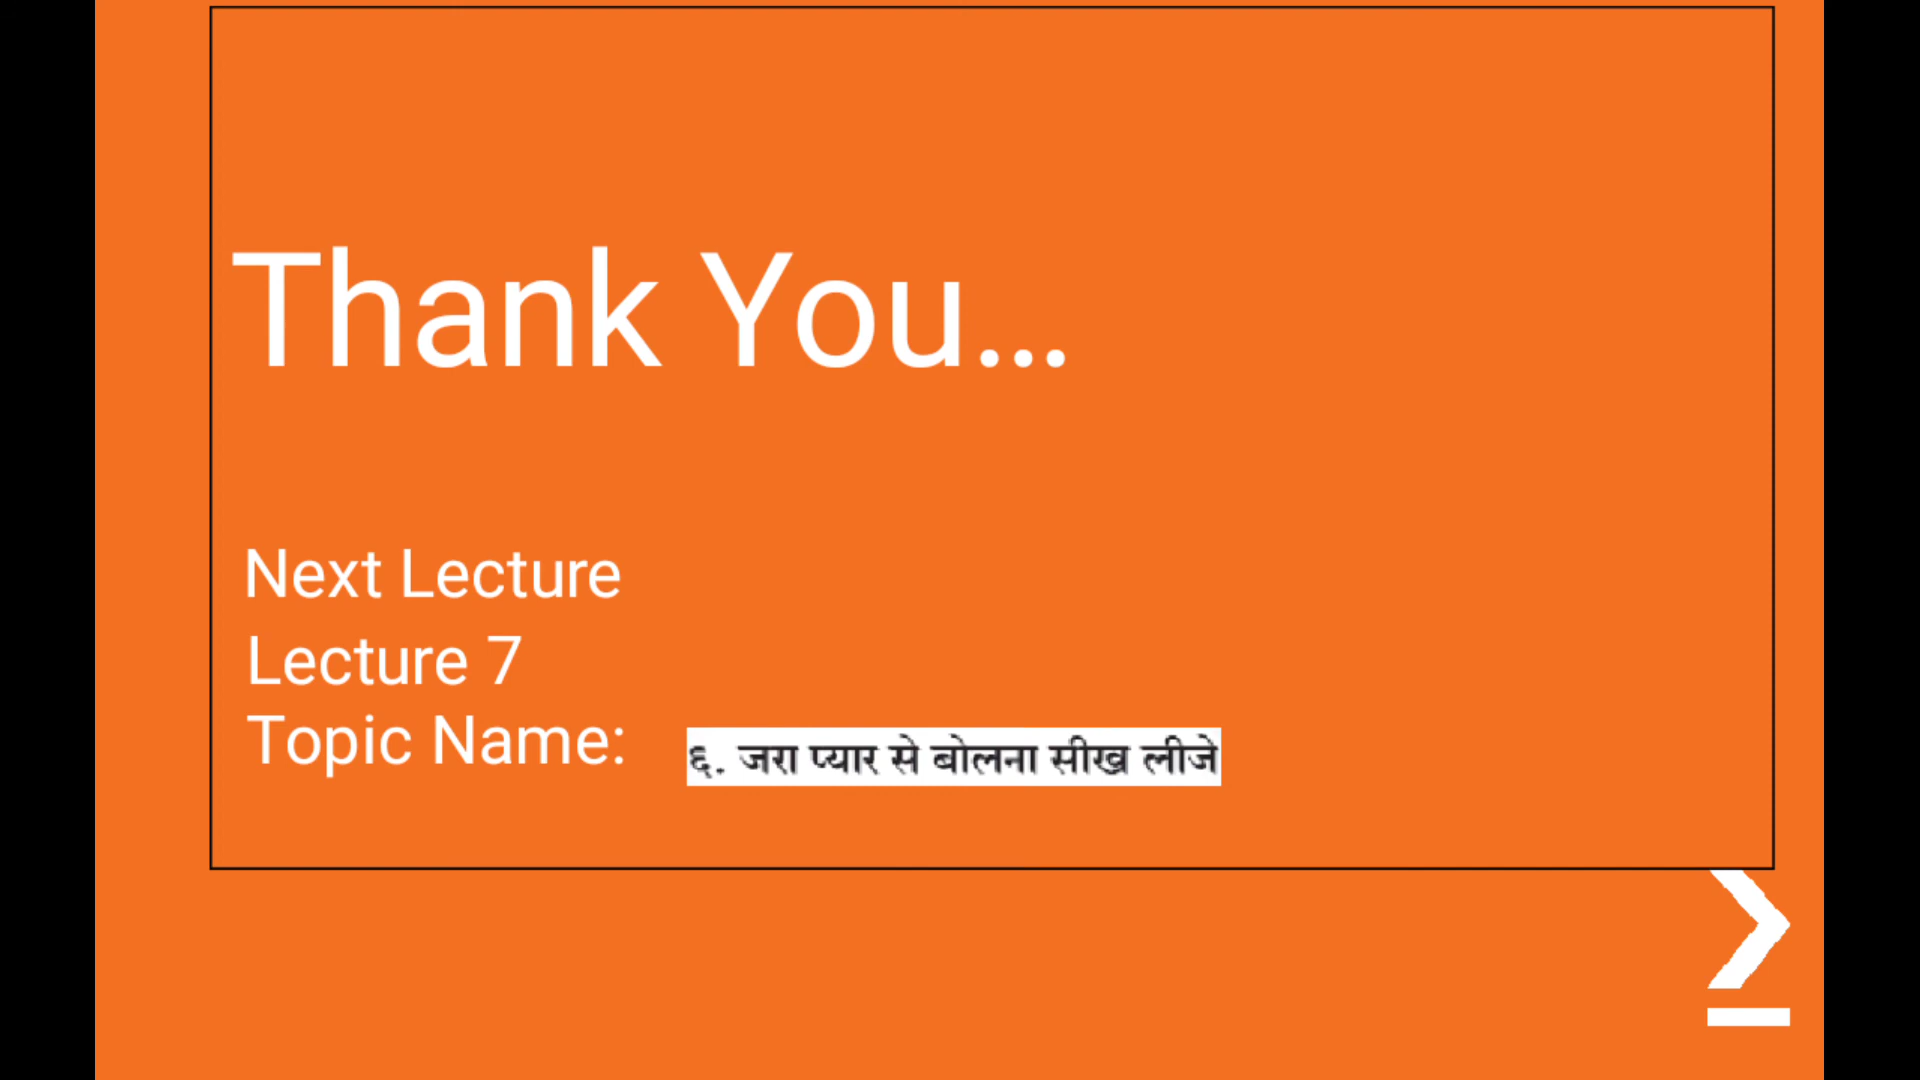 Thank You...
Next Lecture
Lecture 7
Topic Name: ६. जरा प्यार से बोलना सीख लीजे